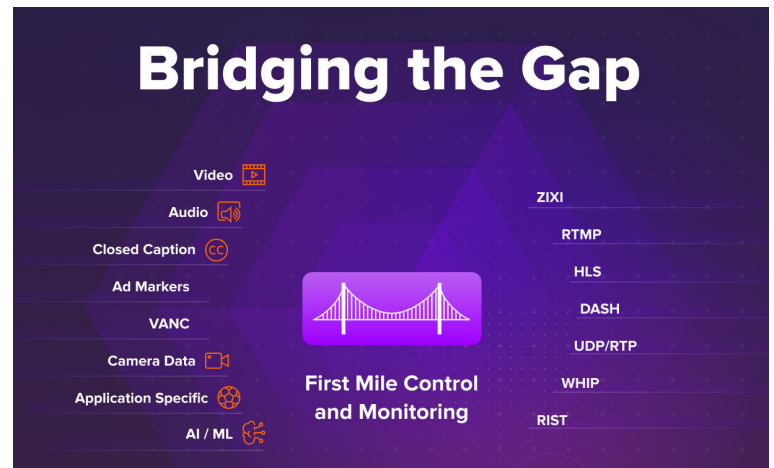 Bridging the Gap
Video
Audio
Closed Caption
CC
Ad Markers
VANC
Camera Data
Application Specific
AI / ML
First Mile Control
and Monitoring
ZIXI
RTMP
HLS
DASH
UDP/RTP
WHIP
RIST